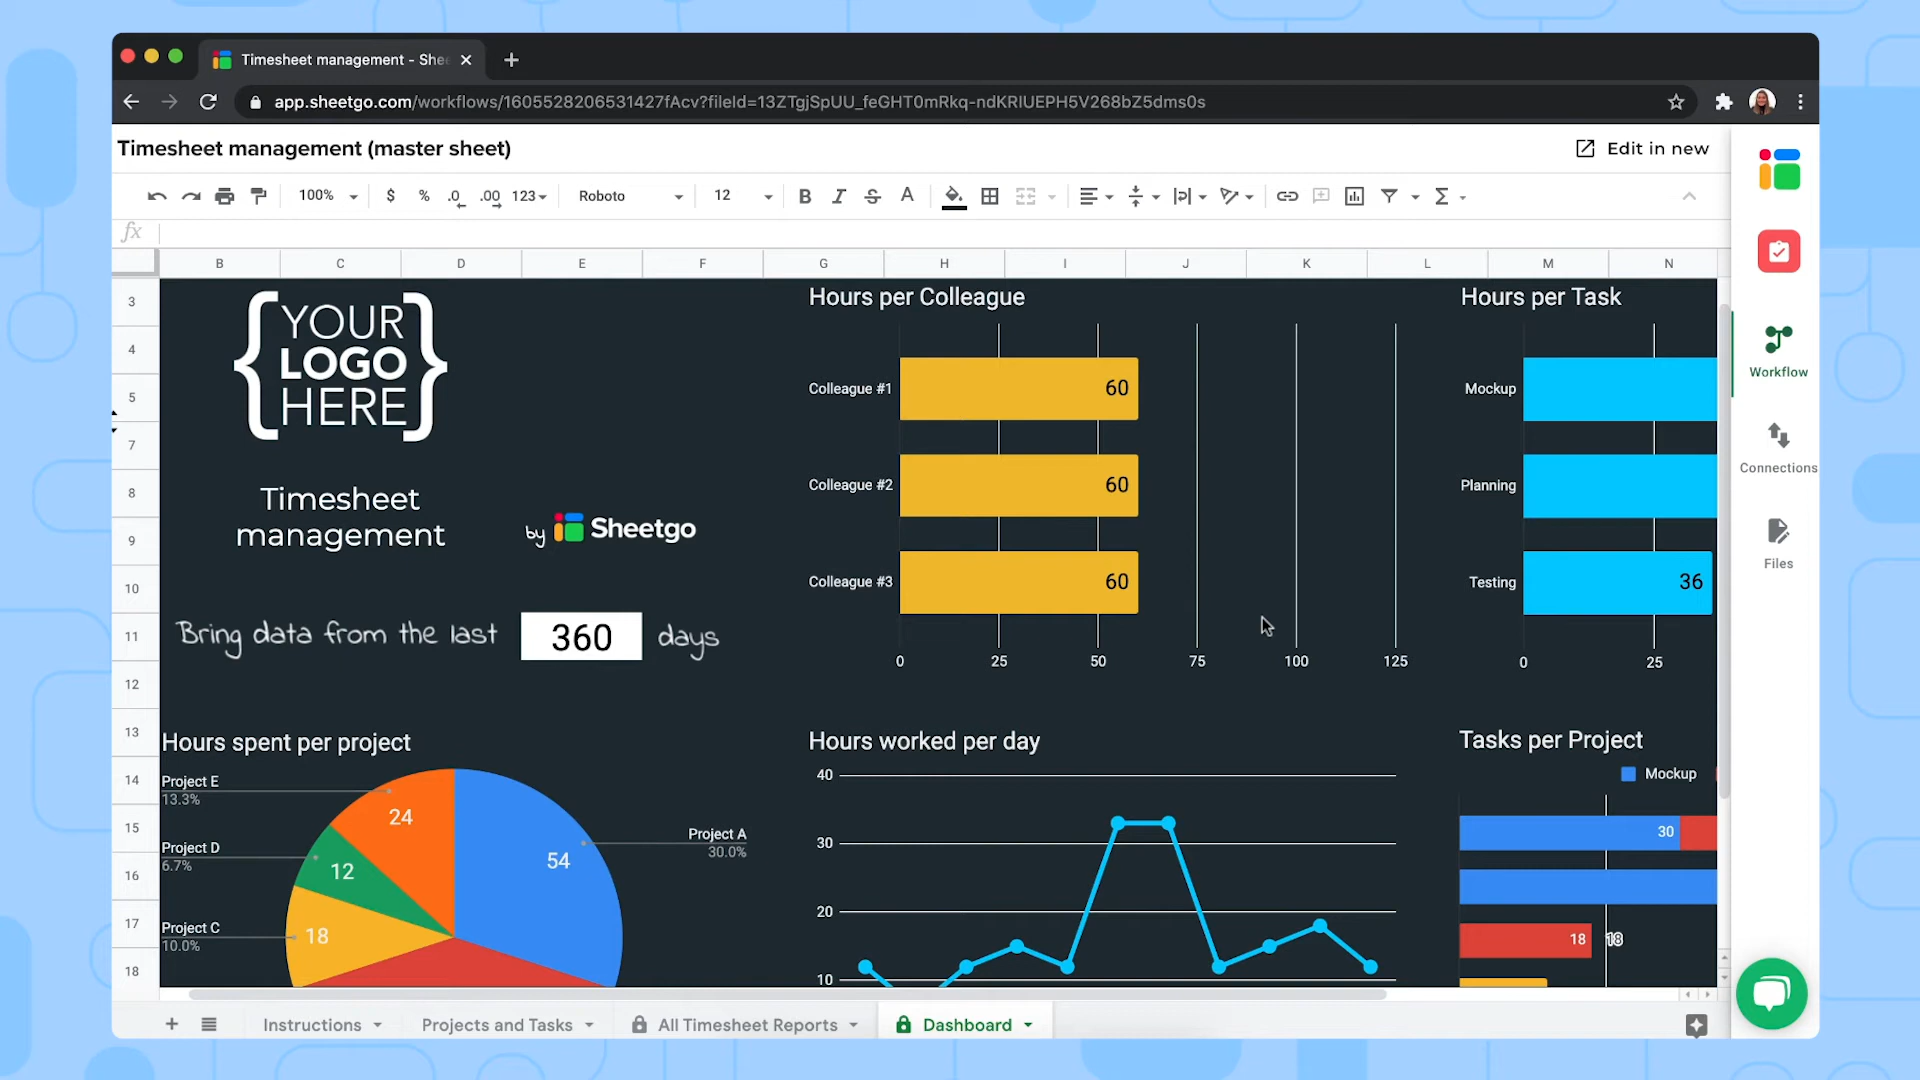 Timesheet management - Shee
app.sheetgo.com/workflows/1605528206531427fAcv?fileId=13ZTgjSpUU_feGHT0mRkq-ndKRIUEPH5V268bZ5dms0s
Timesheet management (master sheet)
Edit in new
100% $ % .0 .00 123 Roboto 12 B I S A Σ
fx
B C D E F G H I J K L M N
3
4
5
7
8
9
10
11
12
13
14
15
16
17
18
{YOUR
LOGO
HERE}
Timesheet
management
by Sheetgo
Bring data from the last 360 days
Hours per Colleague
Colleague #1 60
Colleague #2 60
Colleague #3 60
0 25 50 75 100 125
Hours per Task
Mockup
Planning
Testing 36
0 25
Hours spent per project
Project E
13.3%
24
Project D
6.7%
12
Project C
10.0%
18
54
Project A
30.0%
Hours worked per day
40
30
20
10
Tasks per Project
Mockup
30
18 18
Workflow
Connections
Files
Instructions
Projects and Tasks
All Timesheet Reports
Dashboard